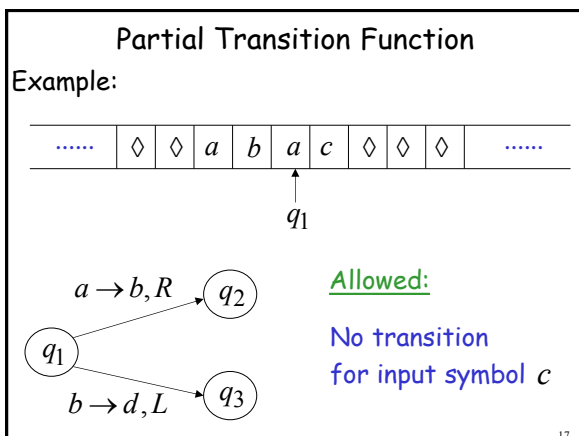 Partial Transition Function
Example:
...... ◊ ◊ a b a c ◊ ◊ ◊ ......
q1
a → b, R
q2
Allowed:
q1
No transition
for input symbol c
b → d, L
q3
17